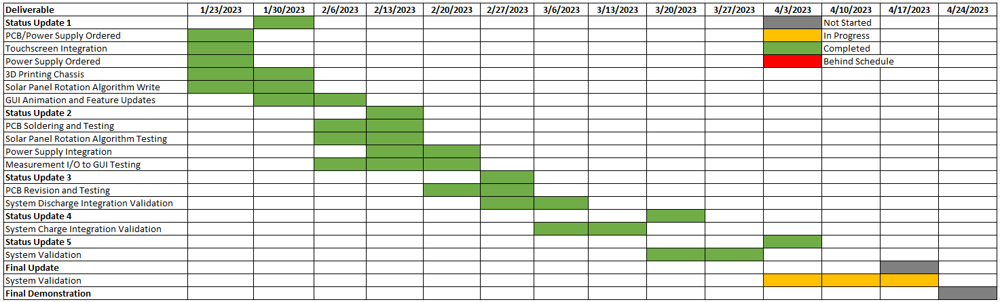 Deliverable 1/23/2023 1/30/2023 2/6/2023 2/13/2023 2/20/2023 2/27/2023 3/6/2023 3/13/2023 3/20/2023 3/27/2023 4/3/2023 4/10/2023 4/17/2023 4/24/2023
Status Update 1 Not Started
PCB/Power Supply Ordered In Progress
Touchscreen Integration Completed
Power Supply Ordered Behind Schedule
3D Printing Chassis
Solar Panel Rotation Algorithm Write
GUI Animation and Feature Updates
Status Update 2
PCB Soldering and Testing
Solar Panel Rotation Algorithm Testing
Power Supply Integration
Measurement I/O to GUI Testing
Status Update 3
PCB Revision and Testing
System Discharge Integration Validation
Status Update 4
System Charge Integration Validation
Status Update 5
System Validation
Final Update
System Validation
Final Demonstration